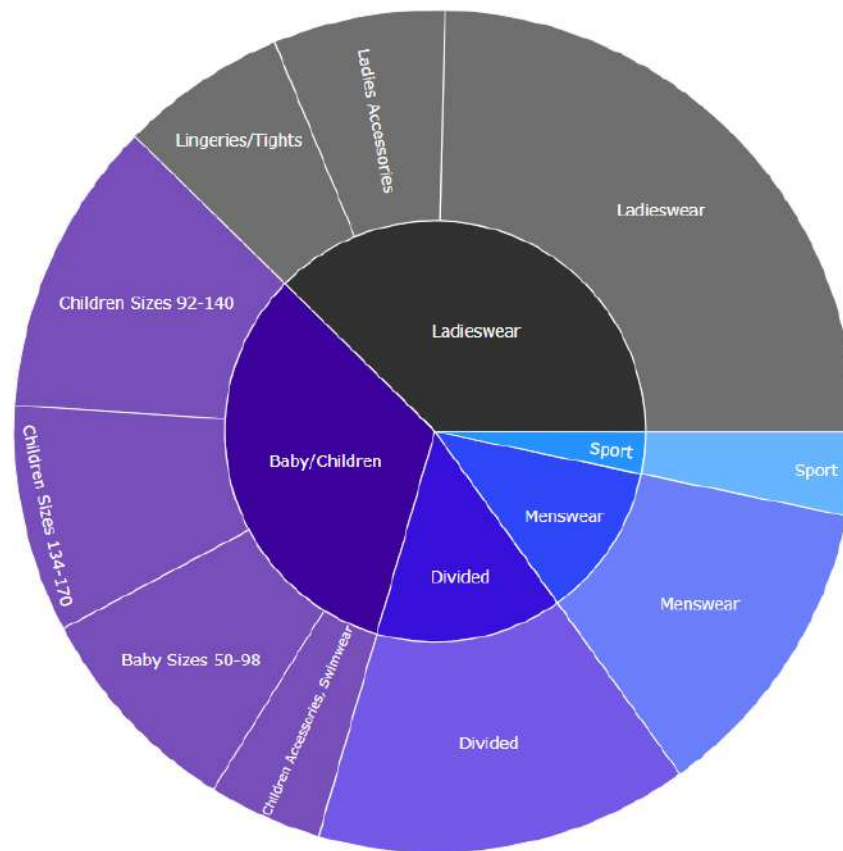 Ladies Accessories
Lingeries/Tights
Ladieswear
Children Sizes 92-140
Ladieswear
Baby/Children
Sport
Sport
Children Sizes 134-170
Menswear
Divided
Menswear
Baby Sizes 50-98
Children Accessories, Swimwear
Divided